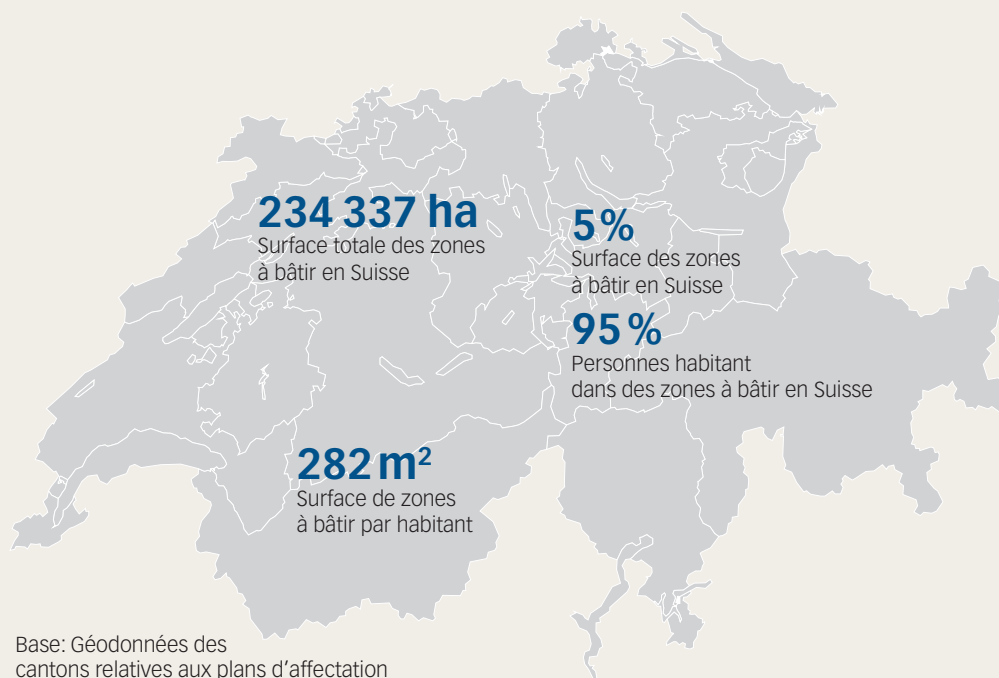 234 337 ha
Surface totale des zones
à bâtir en Suisse
5%
Surface des zones
à bâtir en Suisse
95 %
Personnes habitant
dans des zones à bâtir en Suisse
282 m²
Surface de zones
à bâtir par habitant
Base: Géodonnées des
cantons relatives aux plans d’affectation